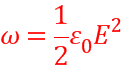 ω = 1/2 ε₀E²